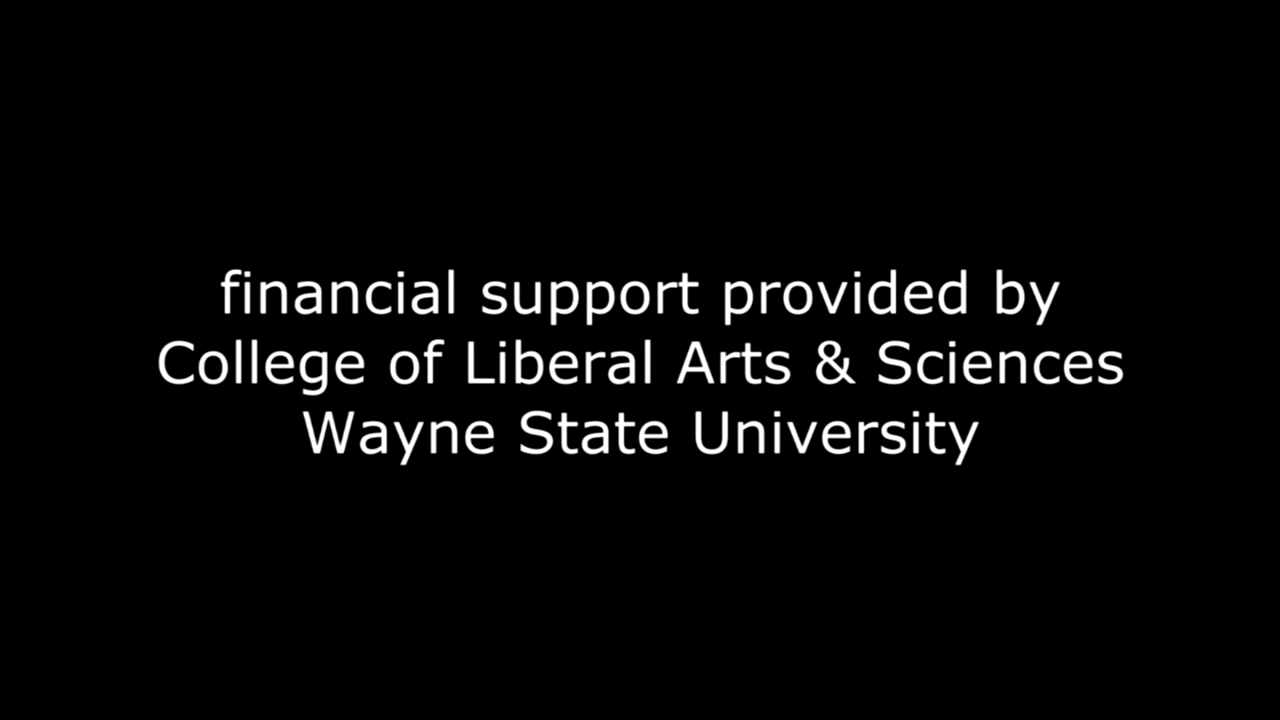 financial support provided by
College of Liberal Arts & Sciences
Wayne State University